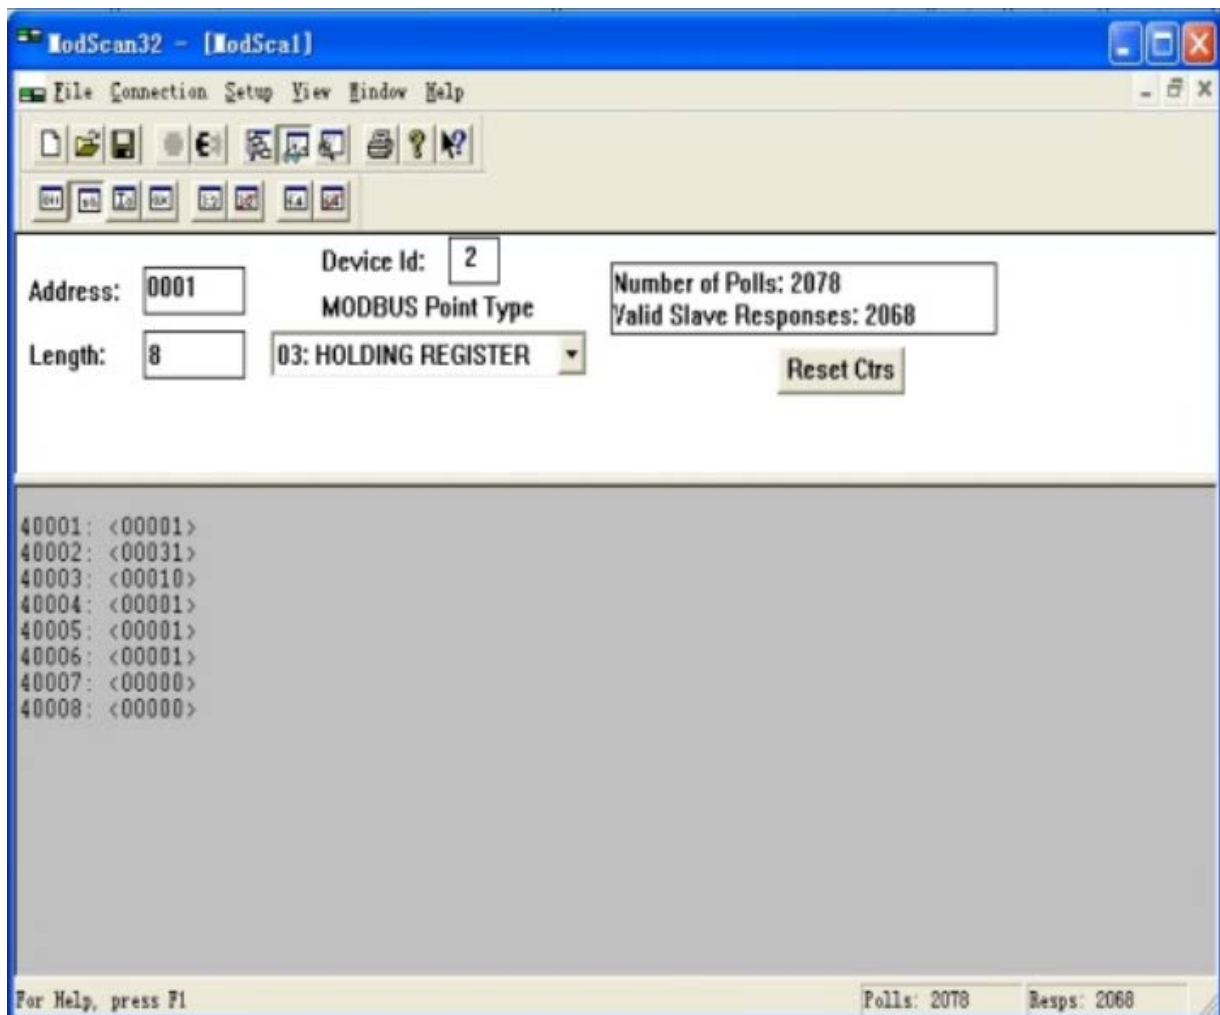 ModScan32 - [ModSca1]
File Connection Setup View Window Help
Device Id: 2
Address: 0001
MODBUS Point Type
Length: 8
03: HOLDING REGISTER
Number of Polls: 2078
Valid Slave Responses: 2068
Reset Ctrs
40001: <00001>
40002: <00031>
40003: <00010>
40004: <00001>
40005: <00001>
40006: <00001>
40007: <00000>
40008: <00000>
For Help, press F1
Polls: 2078
Resps: 2068